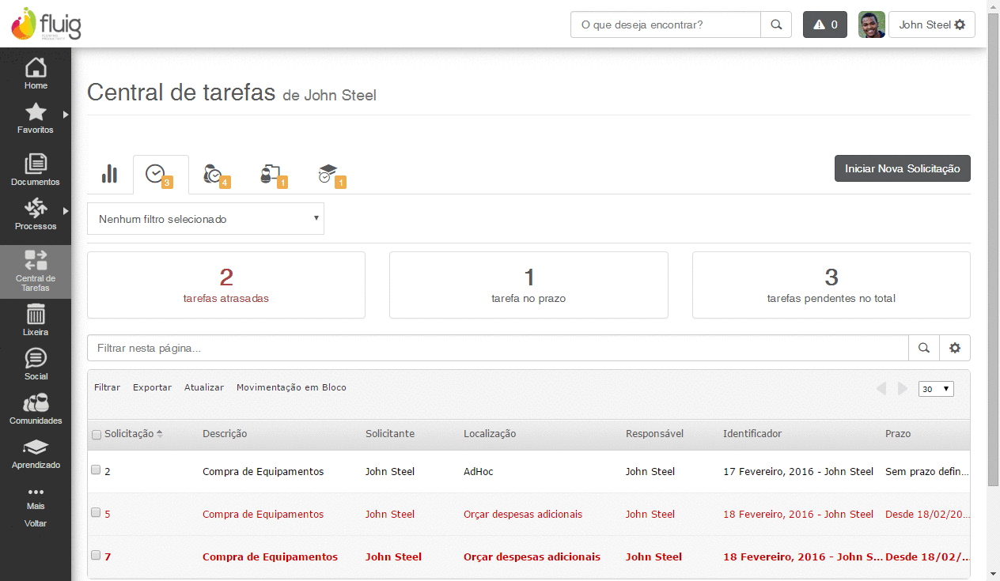 fluig
FLOWING PRODUCTIVITY
O que deseja encontrar?
0
John Steel
Home
Favoritos
Documentos
Processos
Central de
Tarefas
Lixeira
Social
Comunidades
Aprendizado
Mais
Voltar
Central de tarefas de John Steel
3
4
1
1
Iniciar Nova Solicitação
Nenhum filtro selecionado
2
tarefas atrasadas
1
tarefa no prazo
3
tarefas pendentes no total
Filtrar nesta página...
Filtrar Exportar Atualizar Movimentação em Bloco
30
Solicitação Descrição Solicitante Localização Responsável Identificador Prazo
2 Compra de Equipamentos John Steel AdHoc John Steel 17 Fevereiro, 2016 - John Steel Sem prazo defin...
5 Compra de Equipamentos John Steel Orçar despesas adicionais John Steel 18 Fevereiro, 2016 - John Steel Desde 18/02/20...
7 Compra de Equipamentos John Steel Orçar despesas adicionais John Steel 18 Fevereiro, 2016 - John S... Desde 18/02/...